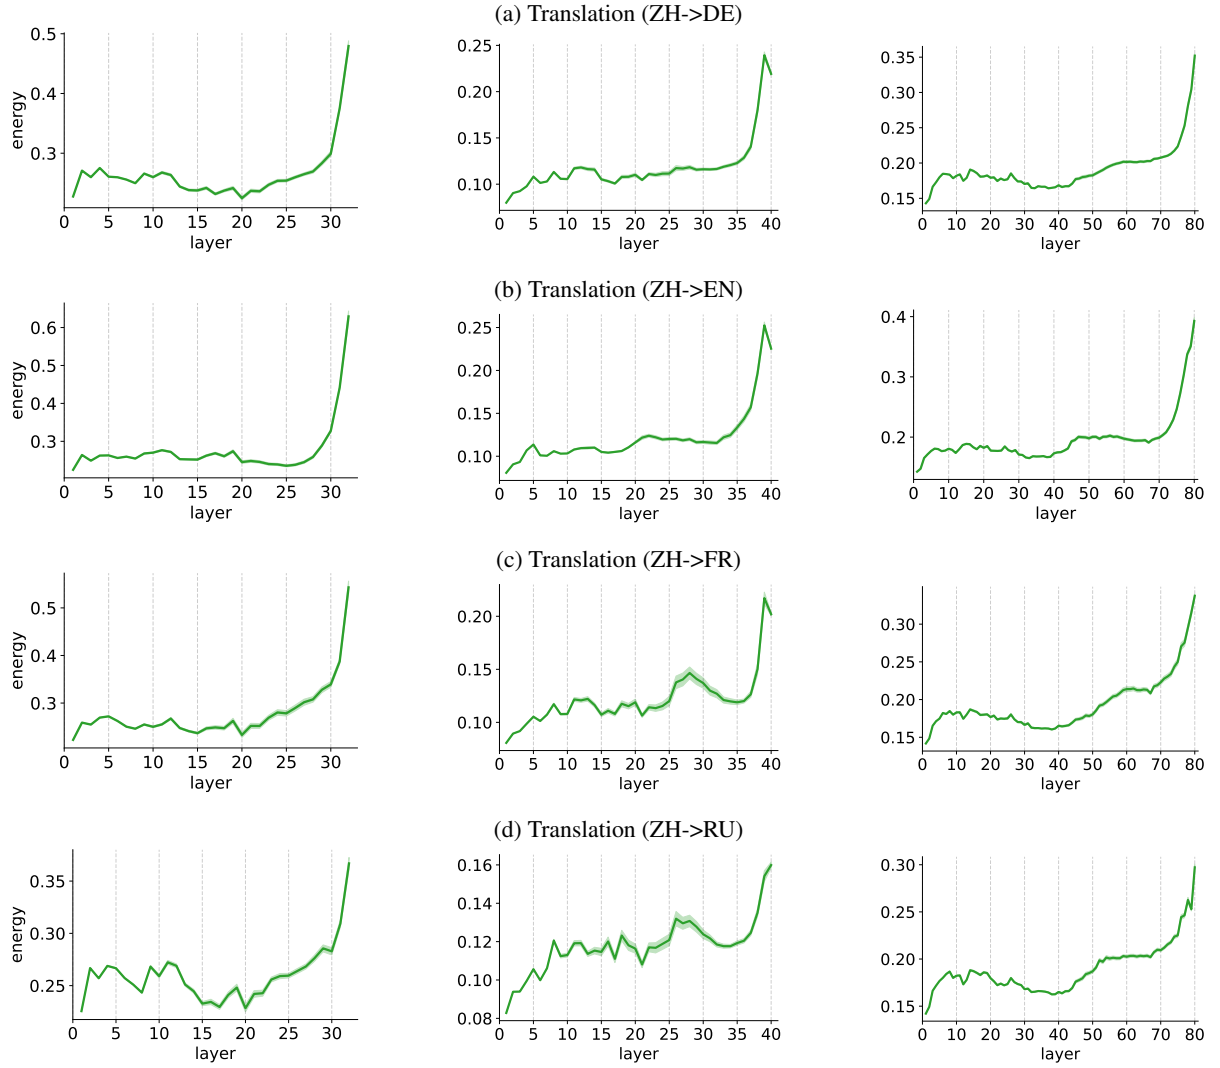 (a) Translation (ZH->DE)
0.5
0.4
0.3
energy
0 5 10 15 20 25 30
layer
0.25
0.20
0.15
0.10
0 5 10 15 20 25 30 35 40
layer
0.35
0.30
0.25
0.20
0.15
0 10 20 30 40 50 60 70 80
layer
(b) Translation (ZH->EN)
0.6
0.5
0.4
0.3
energy
0 5 10 15 20 25 30
layer
0.25
0.20
0.15
0.10
0 5 10 15 20 25 30 35 40
layer
0.4
0.3
0.2
0 10 20 30 40 50 60 70 80
layer
(c) Translation (ZH->FR)
0.5
0.4
0.3
energy
0 5 10 15 20 25 30
layer
0.20
0.15
0.10
0 5 10 15 20 25 30 35 40
layer
0.30
0.25
0.20
0.15
0 10 20 30 40 50 60 70 80
layer
(d) Translation (ZH->RU)
0.35
0.30
0.25
energy
0 5 10 15 20 25 30
layer
0.16
0.14
0.12
0.10
0.08
0 5 10 15 20 25 30 35 40
layer
0.30
0.25
0.20
0.15
0 10 20 30 40 50 60 70 80
layer